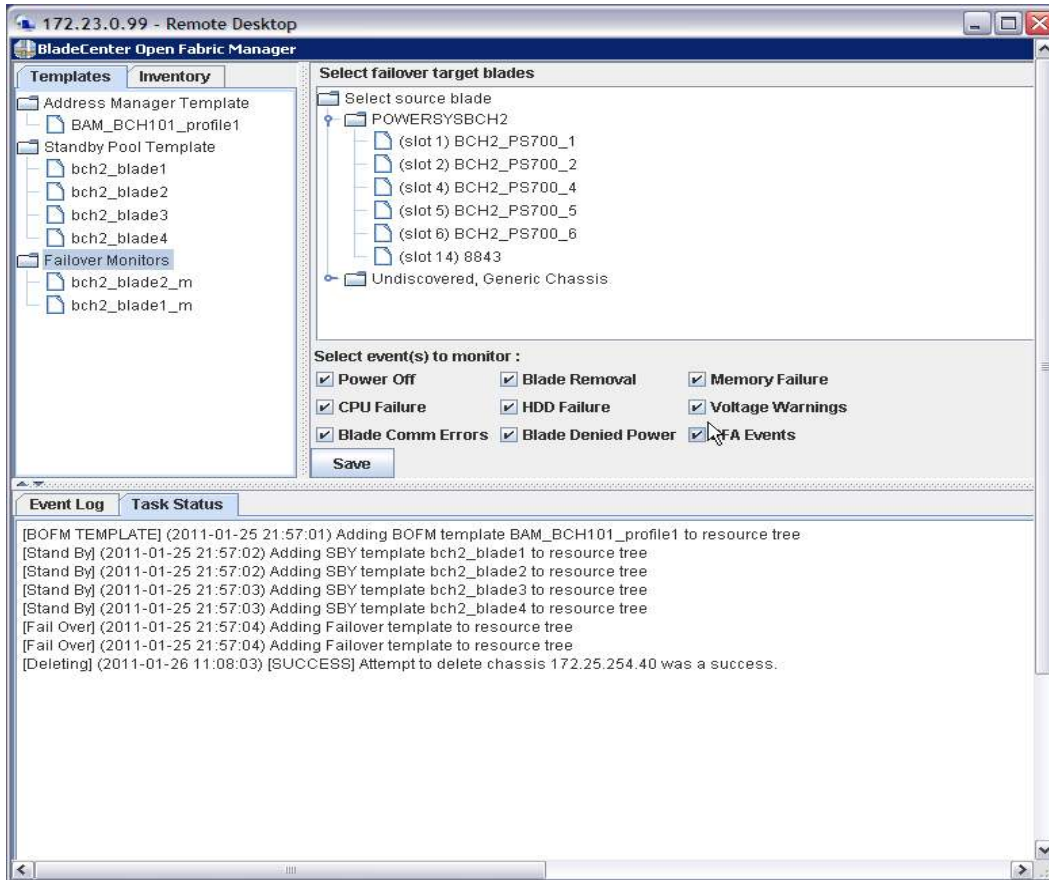 172.23.0.99 - Remote Desktop
BladeCenter Open Fabric Manager
Templates Inventory
Address Manager Template
BAM_BCH101_profile1
Standby Pool Template
bch2_blade1
bch2_blade2
bch2_blade3
bch2_blade4
Failover Monitors
bch2_blade2_m
bch2_blade1_m
Select failover target blades
Select source blade
POWERSYSBCH2
(slot 1) BCH2_PS700_1
(slot 2) BCH2_PS700_2
(slot 4) BCH2_PS700_4
(slot 5) BCH2_PS700_5
(slot 6) BCH2_PS700_6
(slot 14) 8843
Undiscovered, Generic Chassis
Select event(s) to monitor :
Power Off Blade Removal Memory Failure
CPU Failure HDD Failure Voltage Warnings
Blade Comm Errors Blade Denied Power Events
Save
Event Log Task Status
[BOFM TEMPLATE] (2011-01-25 21:57:01) Adding BOFM template BAM_BCH101_profile1 to resource tree
[Stand By] (2011-01-25 21:57:02) Adding SBY template bch2_blade1 to resource tree
[Stand By] (2011-01-25 21:57:02) Adding SBY template bch2_blade2 to resource tree
[Stand By] (2011-01-25 21:57:03) Adding SBY template bch2_blade3 to resource tree
[Stand By] (2011-01-25 21:57:03) Adding SBY template bch2_blade4 to resource tree
[Fail Over] (2011-01-25 21:57:04) Adding Failover template to resource tree
[Fail Over] (2011-01-25 21:57:04) Adding Failover template to resource tree
[Deleting] (2011-01-26 11:08:03) [SUCCESS] Attempt to delete chassis 172.25.254.40 was a success.